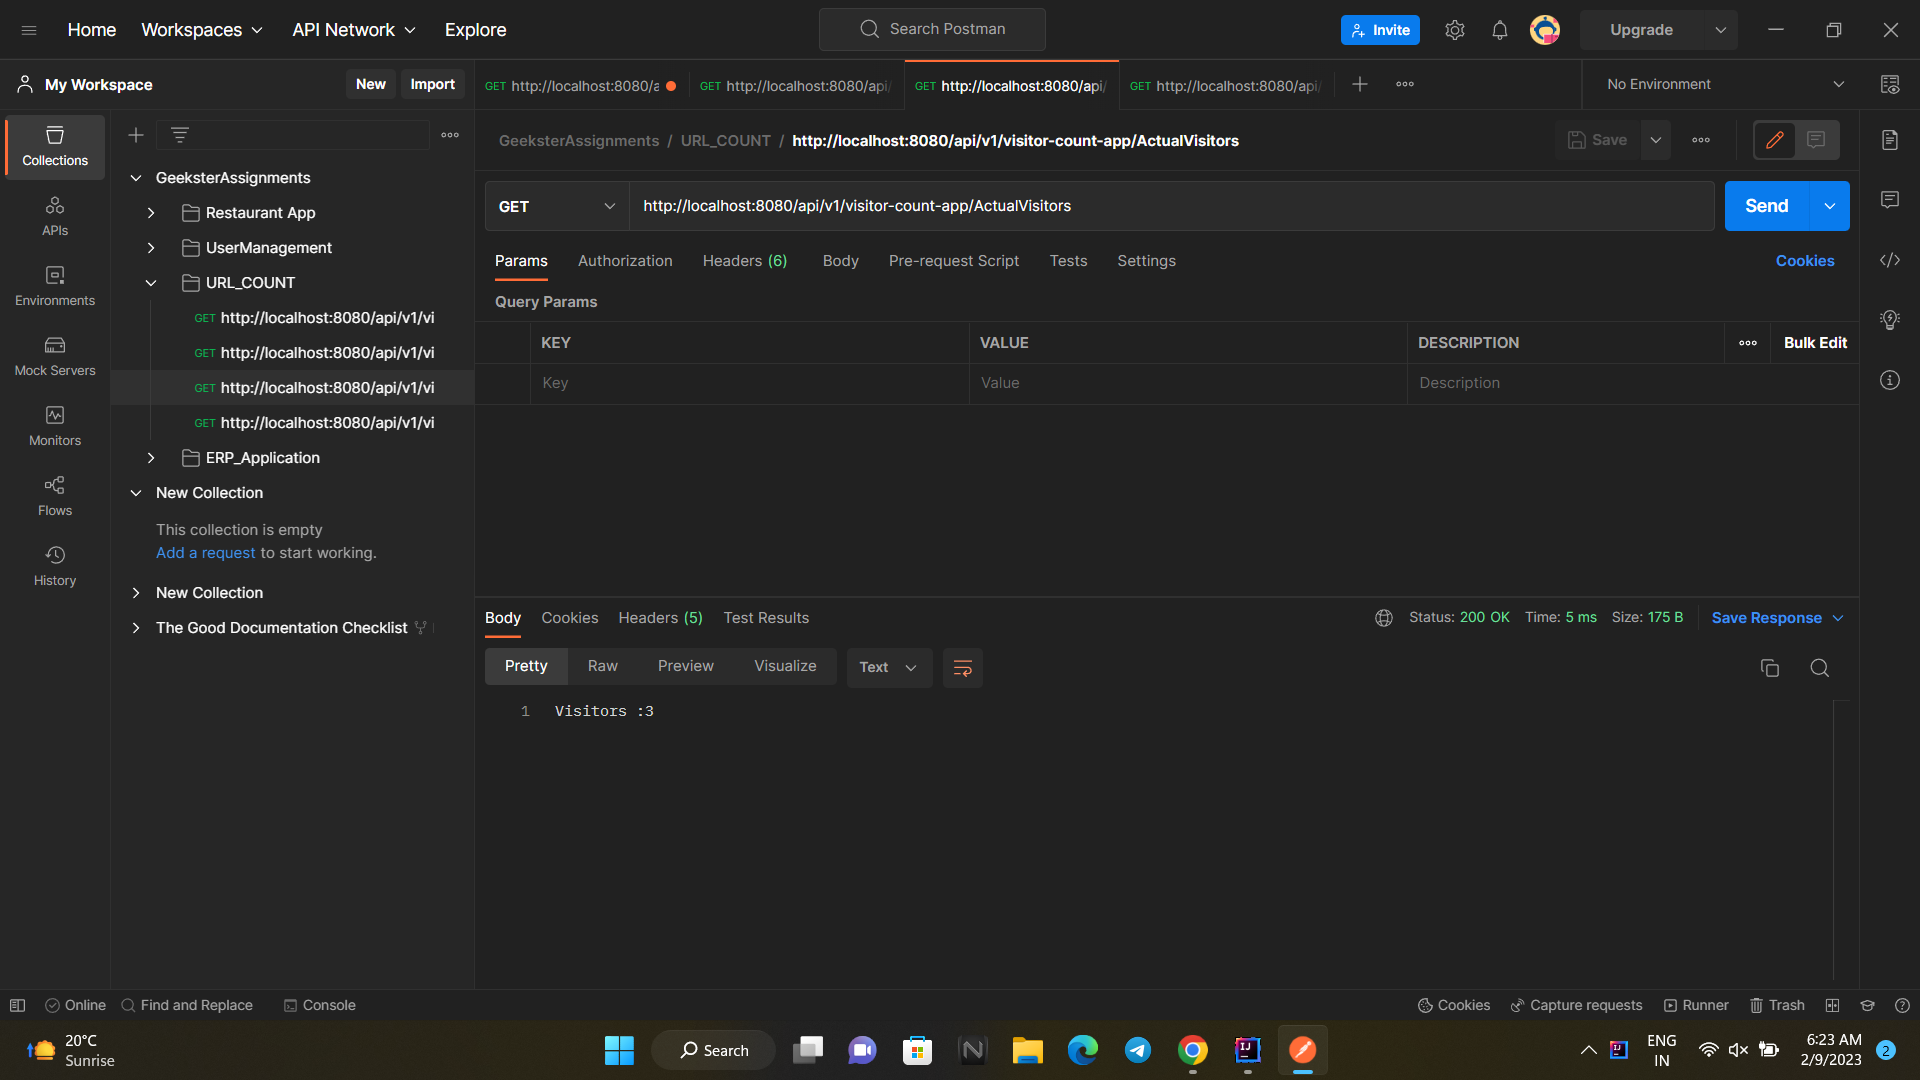 Home Workspaces API Network Explore
Search Postman
Invite
Upgrade
My Workspace New Import
GET http://localhost:8080/a
GET http://localhost:8080/api/
GET http://localhost:8080/api/
GET http://localhost:8080/api/
No Environment
Collections
APIs
Environments
Mock Servers
Monitors
Flows
History
GeeksterAssignments
Restaurant App
UserManagement
URL_COUNT
GET http://localhost:8080/api/v1/vi
GET http://localhost:8080/api/v1/vi
GET http://localhost:8080/api/v1/vi
GET http://localhost:8080/api/v1/vi
ERP_Application
New Collection
This collection is empty
Add a request to start working.
New Collection
The Good Documentation Checklist
GeeksterAssignments / URL_COUNT / http://localhost:8080/api/v1/visitor-count-app/ActualVisitors
Save
GET http://localhost:8080/api/v1/visitor-count-app/ActualVisitors
Send
Params Authorization Headers (6) Body Pre-request Script Tests Settings
Cookies
Query Params
KEY VALUE DESCRIPTION Bulk Edit
Key Value Description
Body Cookies Headers (5) Test Results
Status: 200 OK Time: 5 ms Size: 175 B Save Response
Pretty Raw Preview Visualize Text
1 Visitors :3
Online Find and Replace Console
Cookies Capture requests Runner Trash
20°C
Sunrise
Search
IJ
IJ
ENG
IN
6:23 AM
2/9/2023
2